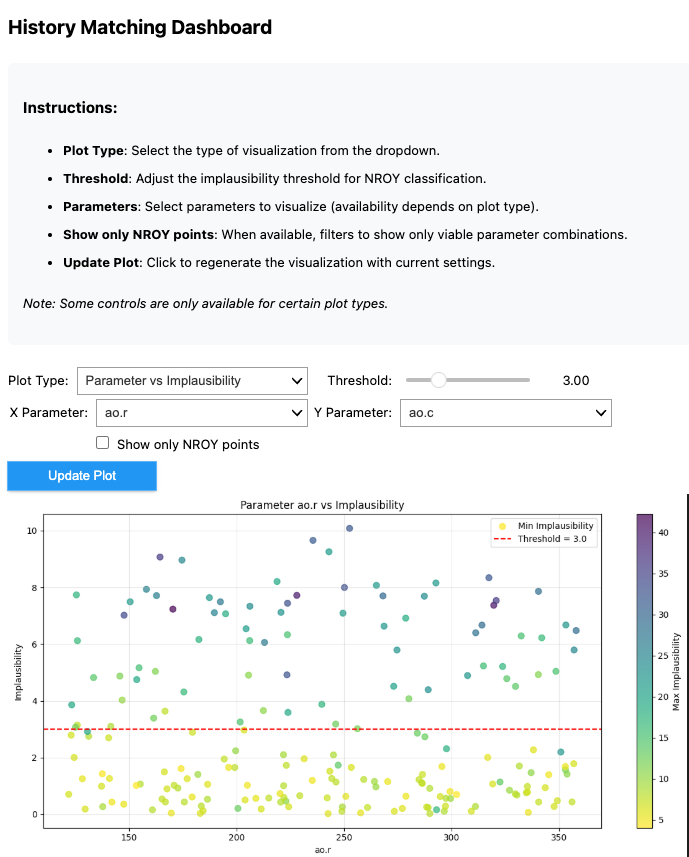 History Matching Dashboard
Instructions:
• Plot Type: Select the type of visualization from the dropdown.
• Threshold: Adjust the implausibility threshold for NROY classification.
• Parameters: Select parameters to visualize (availability depends on plot type).
• Show only NROY points: When available, filters to show only viable parameter combinations.
• Update Plot: Click to regenerate the visualization with current settings.
Note: Some controls are only available for certain plot types.
Plot Type: Parameter vs Implausibility Threshold: 3.00
X Parameter: ao.r Y Parameter: ao.c
Show only NROY points
Update Plot
Parameter ao.r vs Implausibility
Min Implausibility
Threshold = 3.0
Implausibility
10
8
6
4
2
0
150 200 250 300 350
ao.r
40
35
30
25
20
15
10
5
Max Implausibility